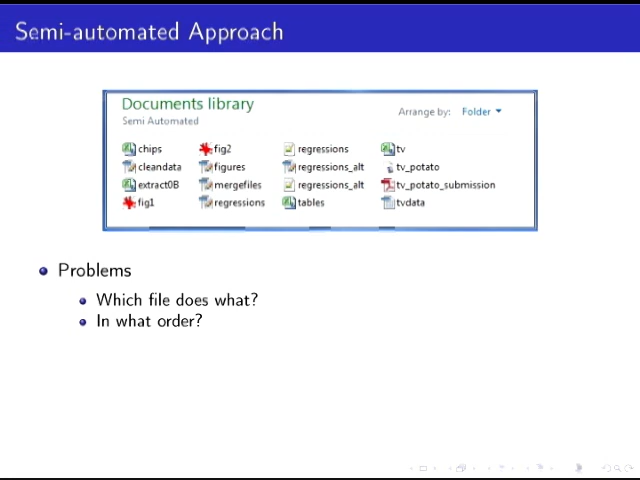 Semi-automated Approach
Documents library
Semi Automated
Arrange by: Folder
chips fig2 regressions tv
cleandata figures regressions_alt tv_potato
extract0B mergefiles regressions_alt tv_potato_submission
fig1 regressions tables tvdata
Problems
Which file does what?
In what order?